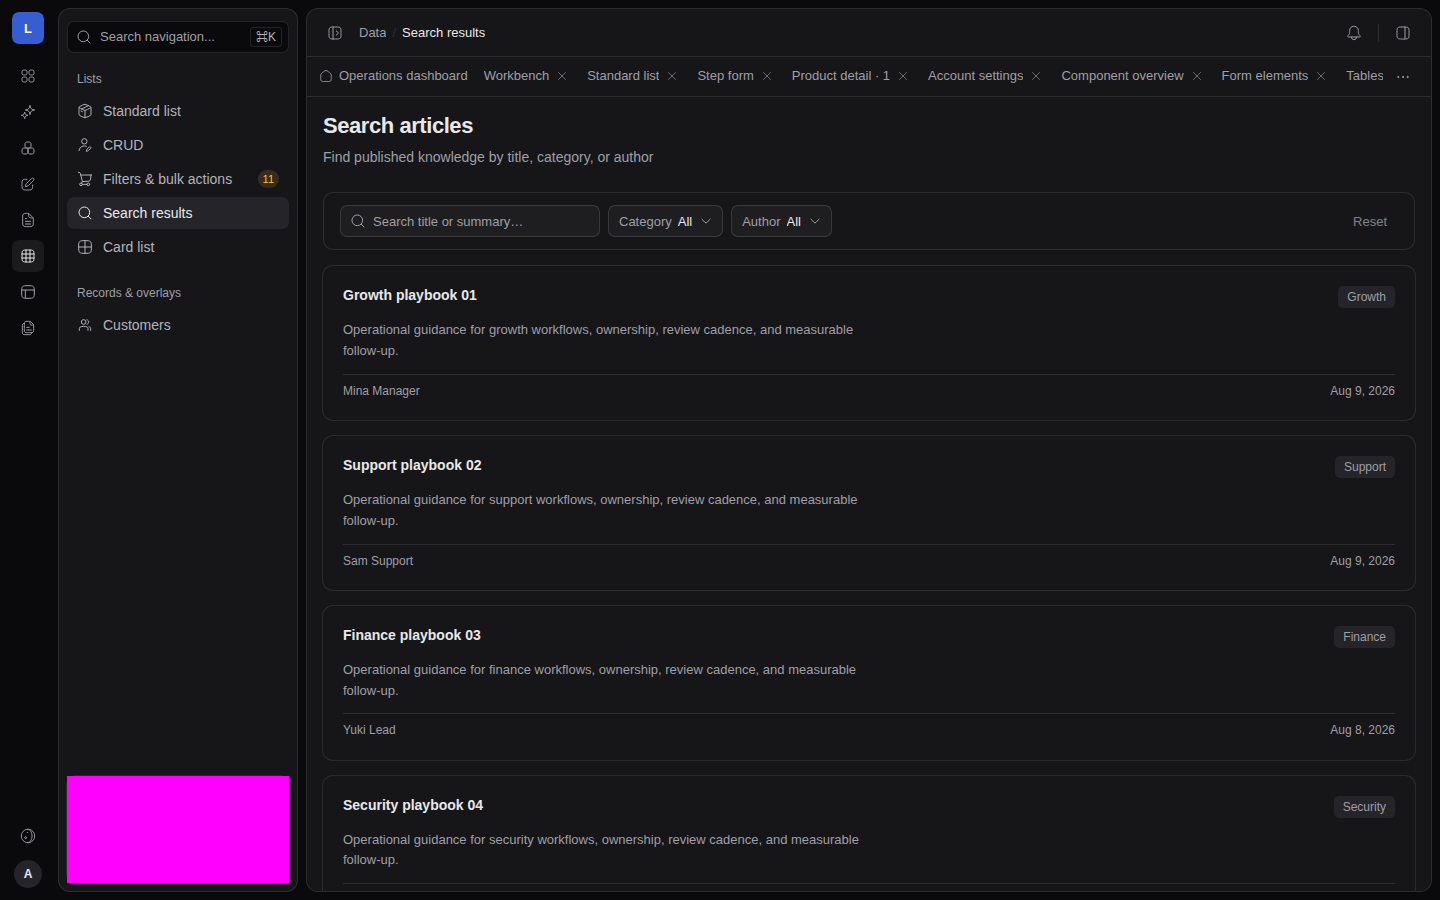 L
Search navigation...
⌘K
Lists
Standard list
CRUD
Filters & bulk actions
11
Search results
Card list
Records & overlays
Customers
A
Data / Search results
Operations dashboard
Workbench
Standard list
Step form
Product detail · 1
Account settings
Component overview
Form elements
Tables
Search articles
Find published knowledge by title, category, or author
Search title or summary…
Category All
Author All
Reset
Growth playbook 01
Growth
Operational guidance for growth workflows, ownership, review cadence, and measurable
follow-up.
Mina Manager
Aug 9, 2026
Support playbook 02
Support
Operational guidance for support workflows, ownership, review cadence, and measurable
follow-up.
Sam Support
Aug 9, 2026
Finance playbook 03
Finance
Operational guidance for finance workflows, ownership, review cadence, and measurable
follow-up.
Yuki Lead
Aug 8, 2026
Security playbook 04
Security
Operational guidance for security workflows, ownership, review cadence, and measurable
follow-up.